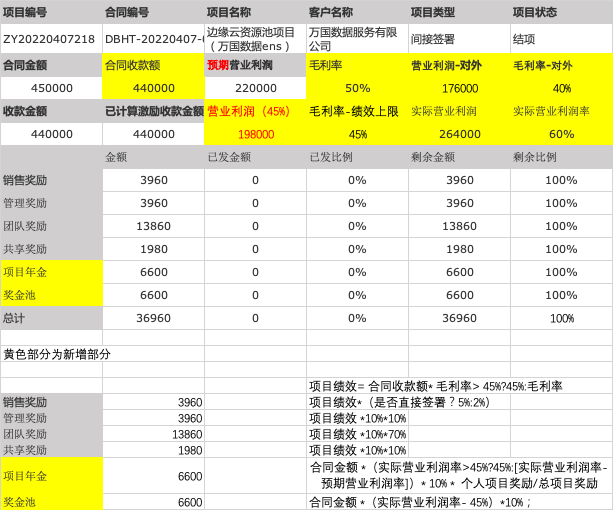 项目编号 合同编号 项目名称 客户名称 项目类型 项目状态
ZY20220407218 DBHT-20220407- 边缘云资源池项目（万国数据ens） 万国数据服务有限公司 间接签署 结项
合同金额 合同收款额 预期营业利润 毛利率 营业利润-对外 毛利率-对外
450000 440000 220000 50% 176000 40%
收款金额 已计算激励收款金额 营业利润（45%） 毛利率-绩效上限 实际营业利润 实际营业利润率
440000 440000 198000 45% 264000 60%
金额 已发金额 已发比例 剩余金额 剩余比例
销售奖励 3960 0 0% 3960 100%
管理奖励 3960 0 0% 3960 100%
团队奖励 13860 0 0% 13860 100%
共享奖励 1980 0 0% 1980 100%
项目年金 6600 0 0% 6600 100%
奖金池 6600 0 0% 6600 100%
总计 36960 0 0% 36960 100%
黄色部分为新增部分
项目绩效= 合同收款额* 毛利率> 45%?45%:毛利率
销售奖励 3960 项目绩效*（是否直接签署？5%:2%）
管理奖励 3960 项目绩效 *10%*10%
团队奖励 13860 项目绩效 *10%*70%
共享奖励 1980 项目绩效 *10%*10%
项目年金 6600 合同金额 *（实际营业利润率>45%?45%:[实际营业利润率-
预期营业利润率]）* 10% * 个人项目奖励/总项目奖励
奖金池 6600 合同金额 *（实际营业利润率- 45%）*10%；